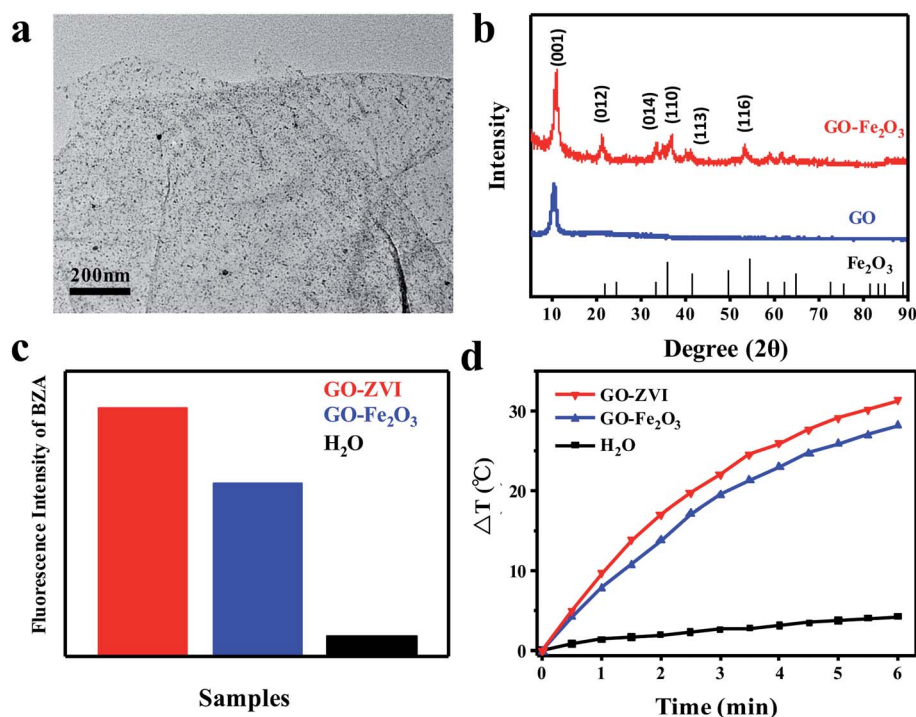 a
200nm
b
(001)
(012)
(014)
(110)
(113)
(116)
GO-Fe₂O₃
GO
Fe₂O₃
Intensity
10 20 30 40 50 60 70 80 90
Degree (2θ)
c
GO-ZVI
GO-Fe₂O₃
H₂O
Fluorescence Intensity of BZA
Samples
d
GO-ZVI
GO-Fe₂O₃
H₂O
30
20
10
0
△T (℃)
0 1 2 3 4 5 6
Time (min)